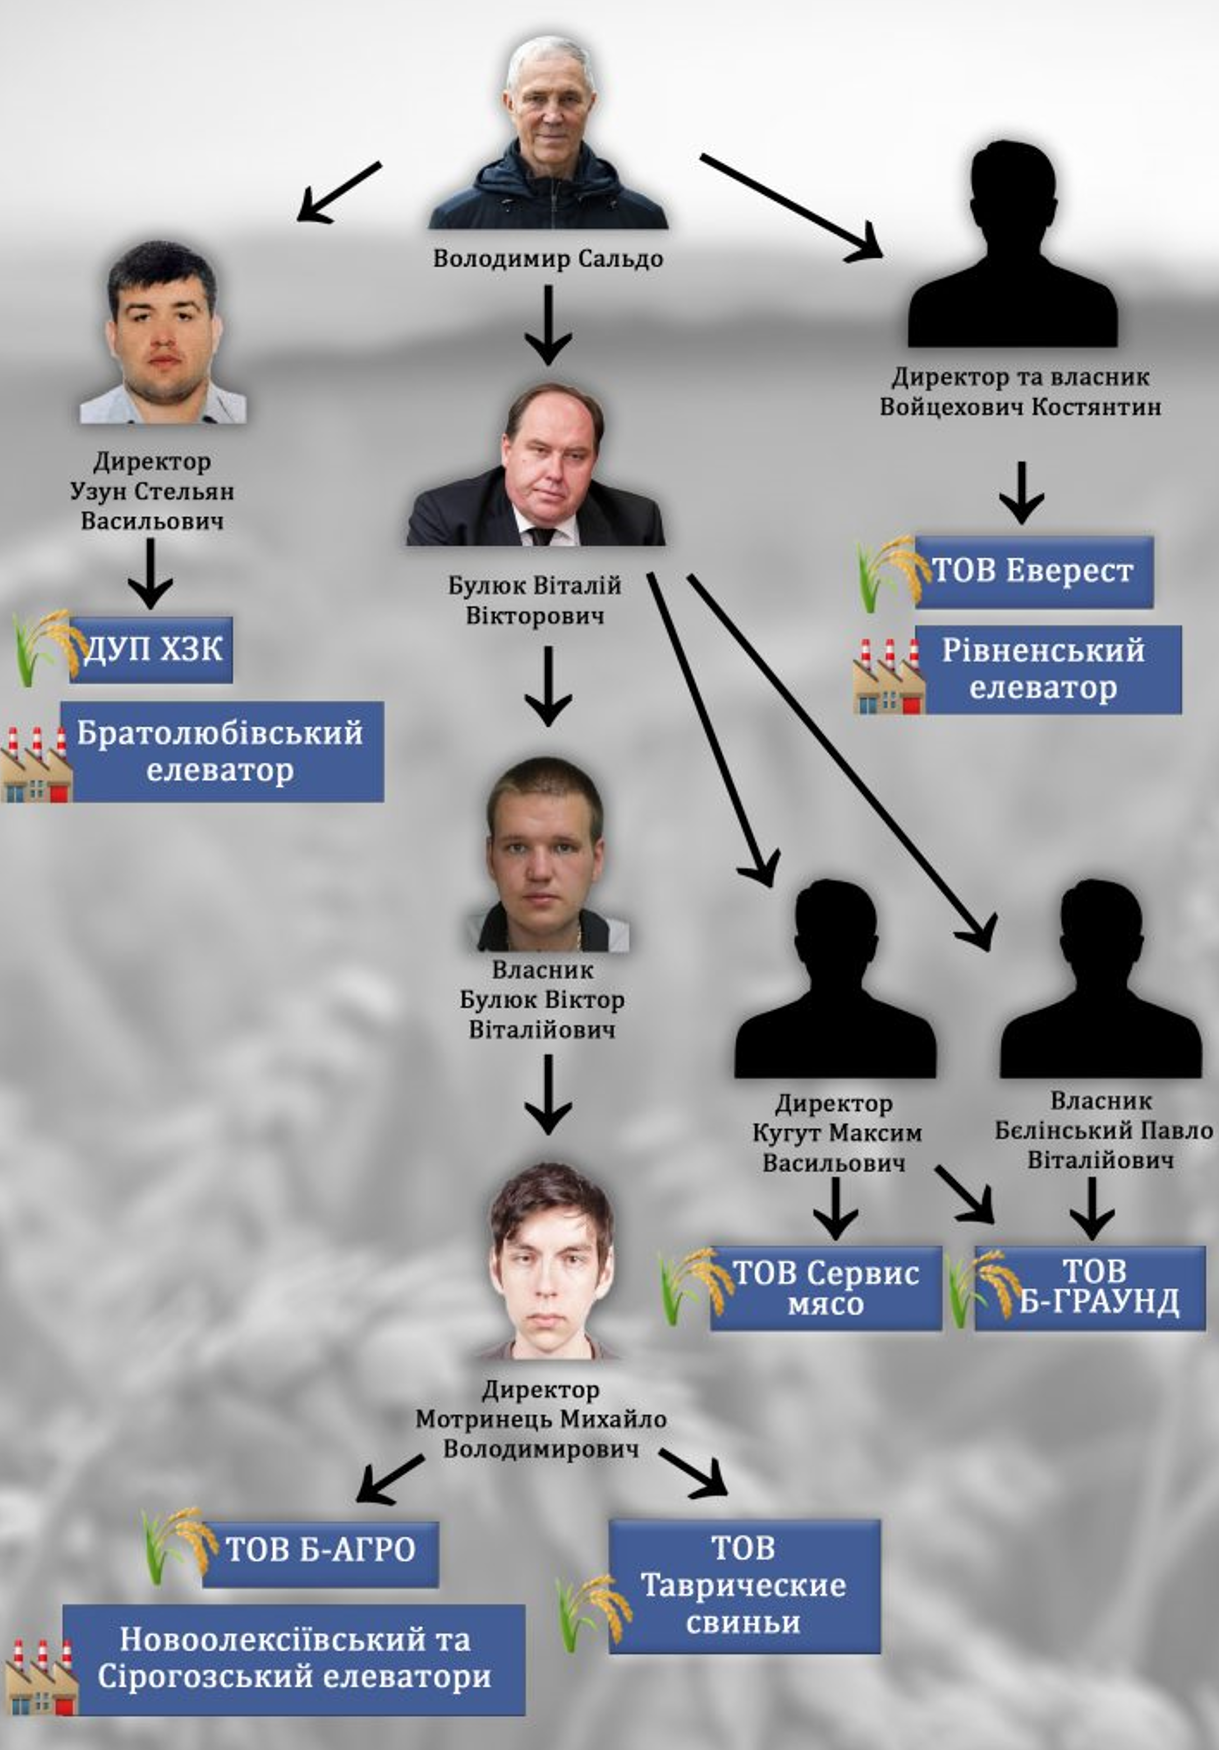 Володимир Сальдо
Директор
Узун Стельян
Васильович
ДУП ХЗК
Братолюбівський
елеватор
Директор та власник
Войцехович Костянтин
ТОВ Еверест
Рівненський
елеватор
Булюк Віталій
Вікторович
Власник
Булюк Віктор
Віталійович
Директор
Кугут Максим
Васильович
Власник
Бєлінський Павло
Віталійович
ТОВ Сервис
мясо
ТОВ
Б-ГРАУНД
Директор
Мотринець Михайло
Володимирович
ТОВ Б-АГРО
Новоолексіївський та
Сірогозський елеватори
ТОВ
Таврические
свиньи